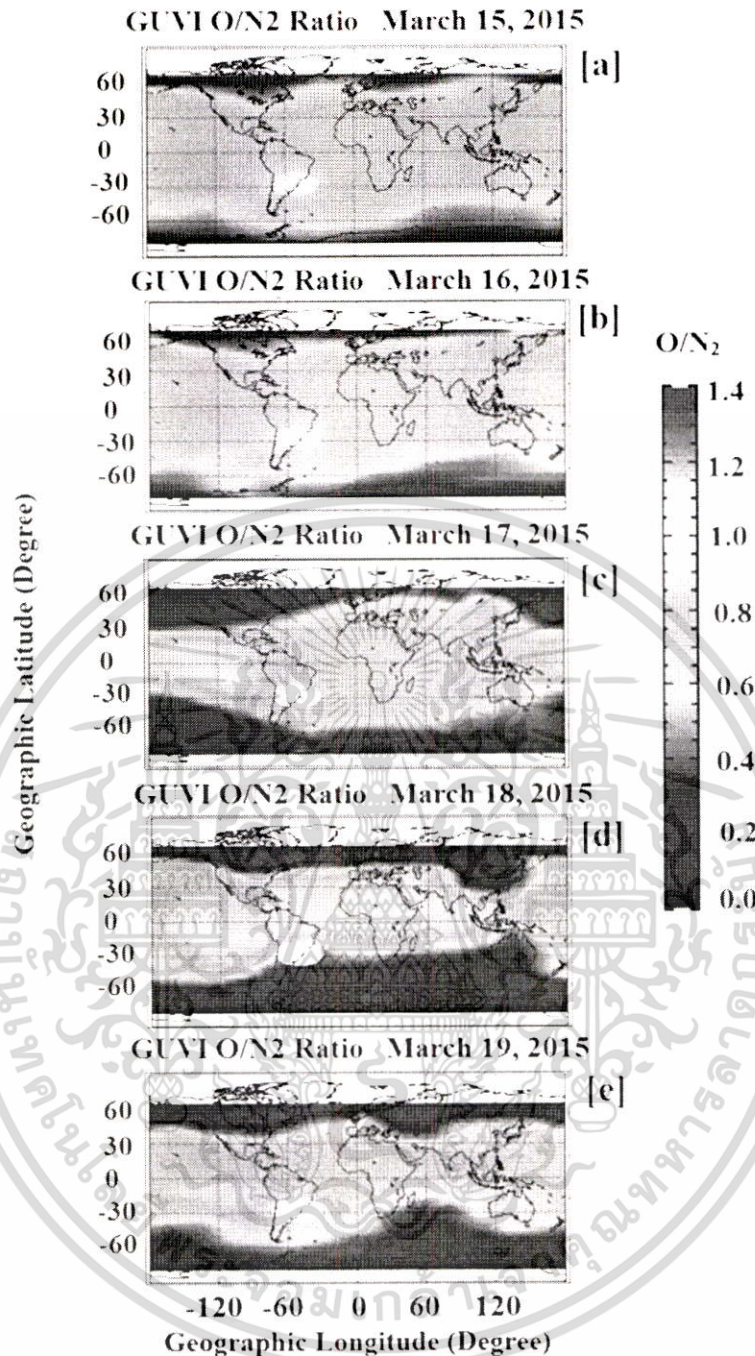 GUVI O/N2 Ratio March 15, 2015
[a]
60
30
0
-30
-60
GUVI O/N2 Ratio March 16, 2015
[b]
60
30
0
-30
-60
GUVI O/N2 Ratio March 17, 2015
[c]
60
30
0
-30
-60
GUVI O/N2 Ratio March 18, 2015
[d]
60
30
0
-30
-60
GUVI O/N2 Ratio March 19, 2015
[e]
60
30
0
-30
-60
-120 -60 0 60 120
Geographic Longitude (Degree)
Geographic Latitude (Degree)
O/N₂
1.4
1.2
1.0
0.8
0.6
0.4
0.2
0.0